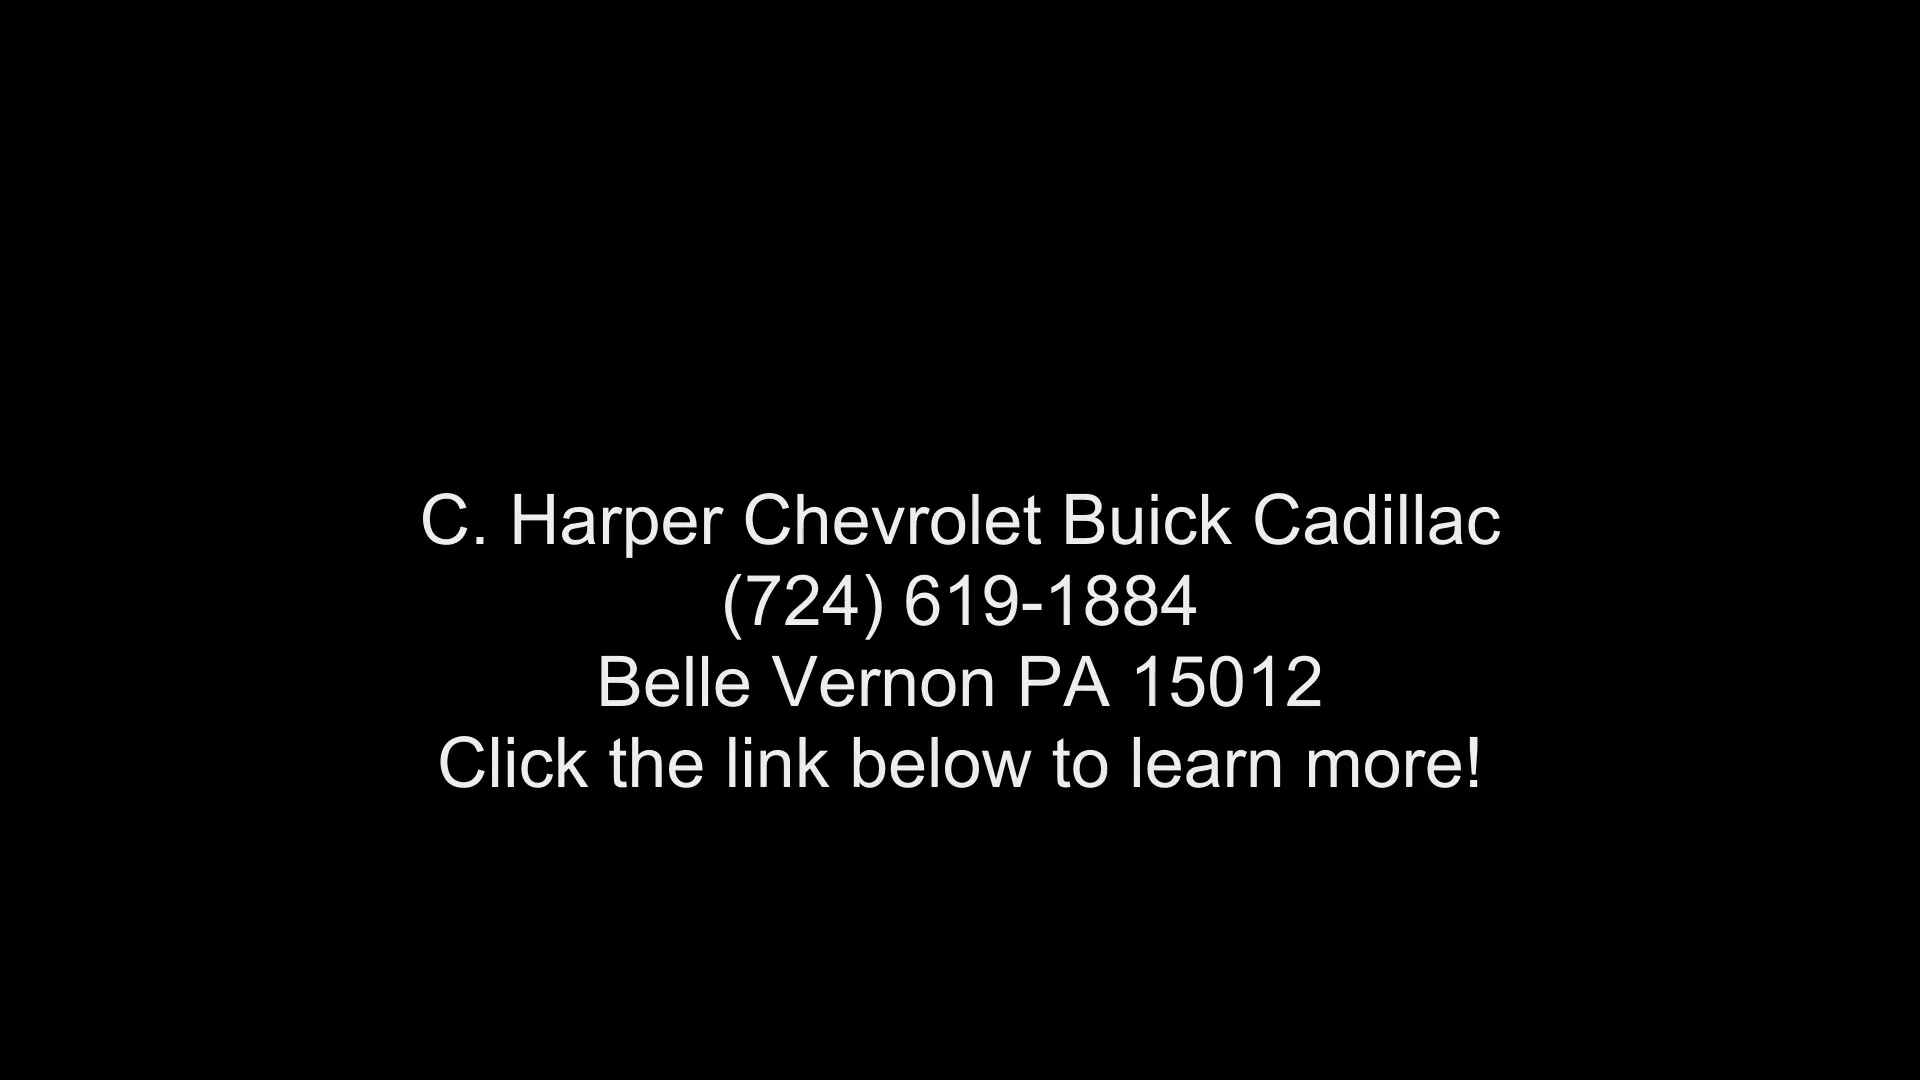 C. Harper Chevrolet Buick Cadillac
(724) 619-1884
Belle Vernon PA 15012
Click the link below to learn more!